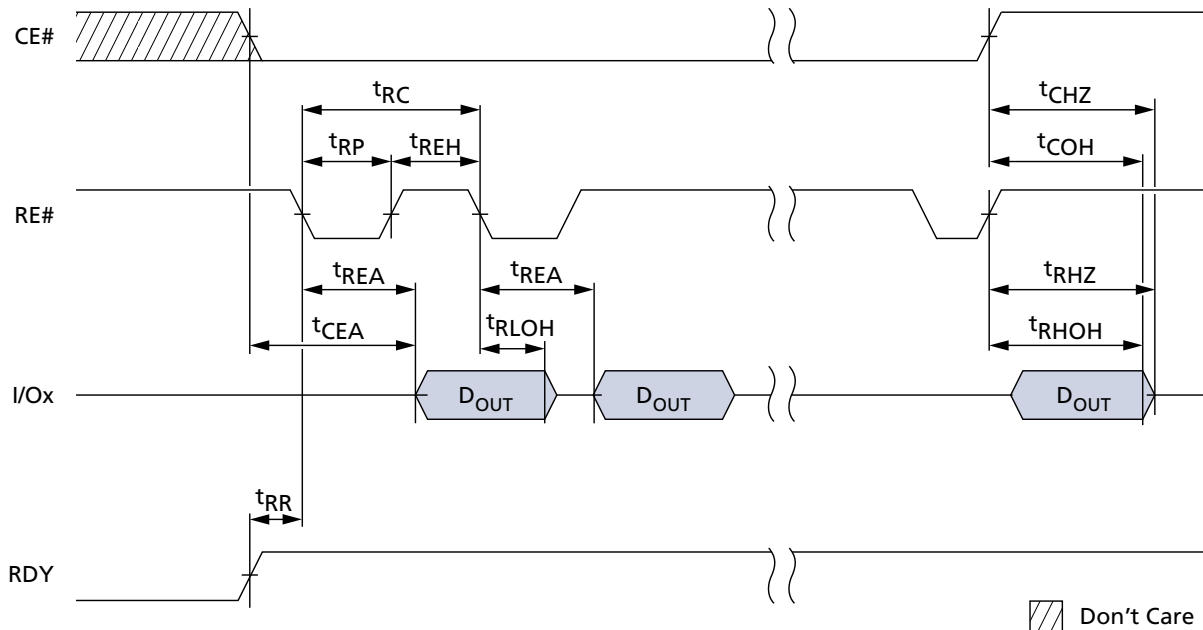 CE#
tRC
tCHZ
tRP
tREH
tCOH
RE#
tREA
tREA
tRHZ
tCEA
tRLOH
tRHOH
I/Ox
DOUT
DOUT
DOUT
tRR
RDY
Don't Care